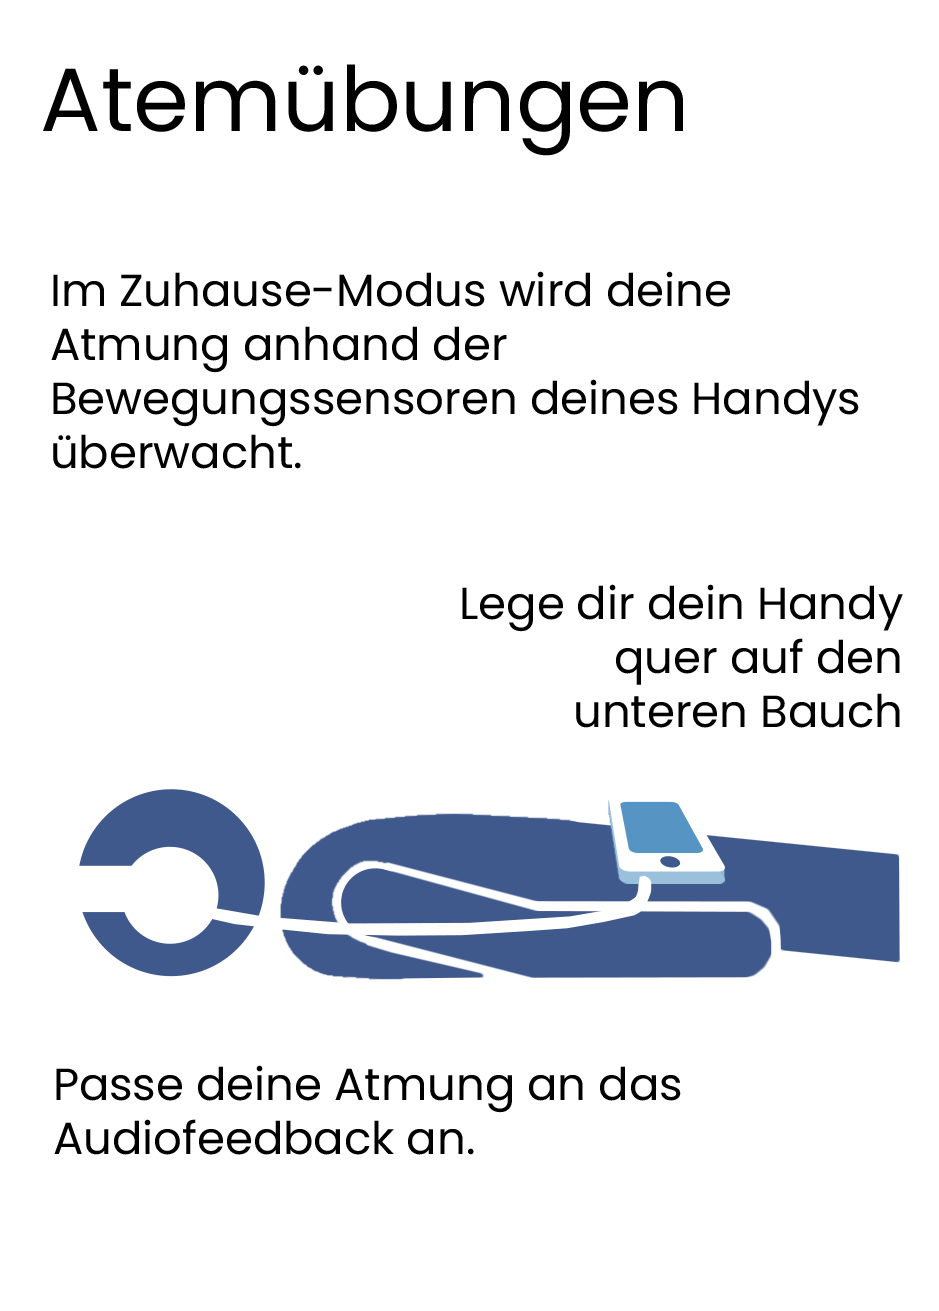 Atemübungen
Im Zuhause-Modus wird deine
Atmung anhand der
Bewegungssensoren deines Handys
überwacht.
Lege dir dein Handy
quer auf den
unteren Bauch
Passe deine Atmung an das
Audiofeedback an.